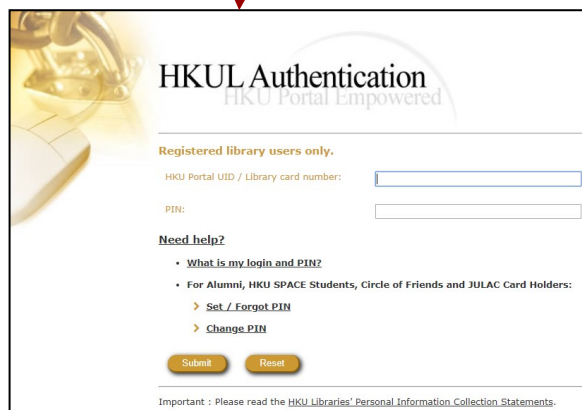 HKUL Authentication
HKU Portal Empowered
Registered library users only.
HKU Portal UID / Library card number:
PIN:
Need help?
• What is my login and PIN?
• For Alumni, HKU SPACE Students, Circle of Friends and JULAC Card Holders:
Set / Forgot PIN
Change PIN
Submit Reset
Important : Please read the HKU Libraries' Personal Information Collection Statements.